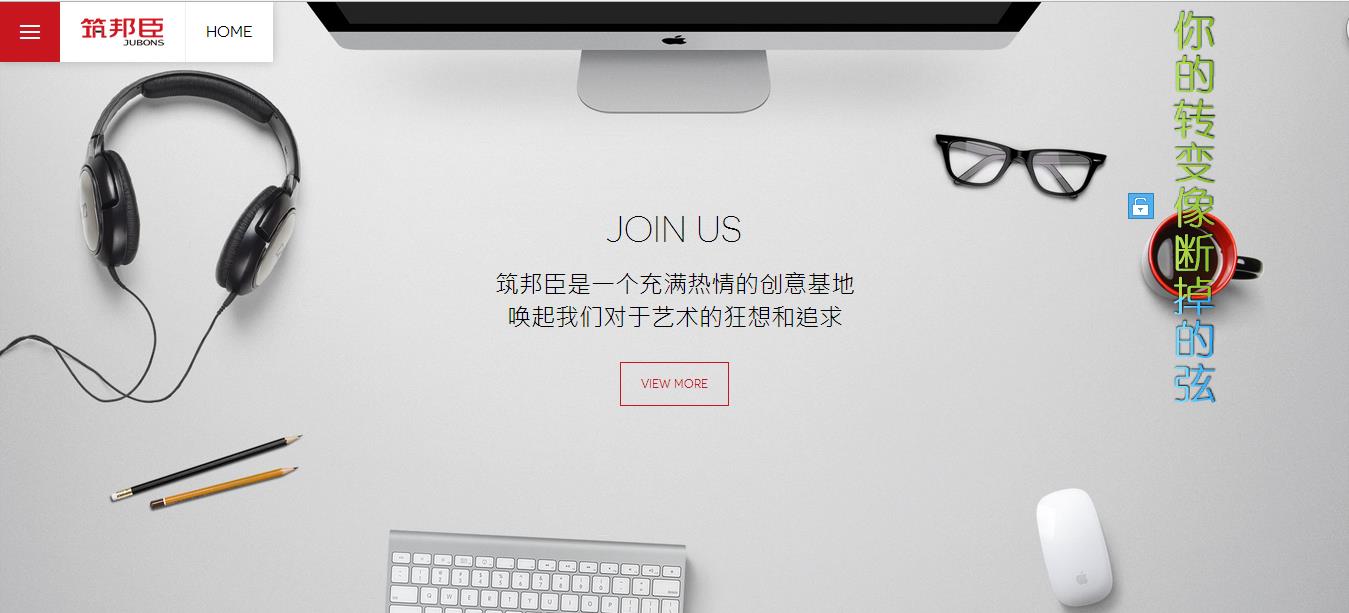 筑邦臣
JUBONS
HOME
JOIN US
筑邦臣是一个充满热情的创意基地
唤起我们对于艺术的狂想和追求
VIEW MORE
你的转变像断掉的弦